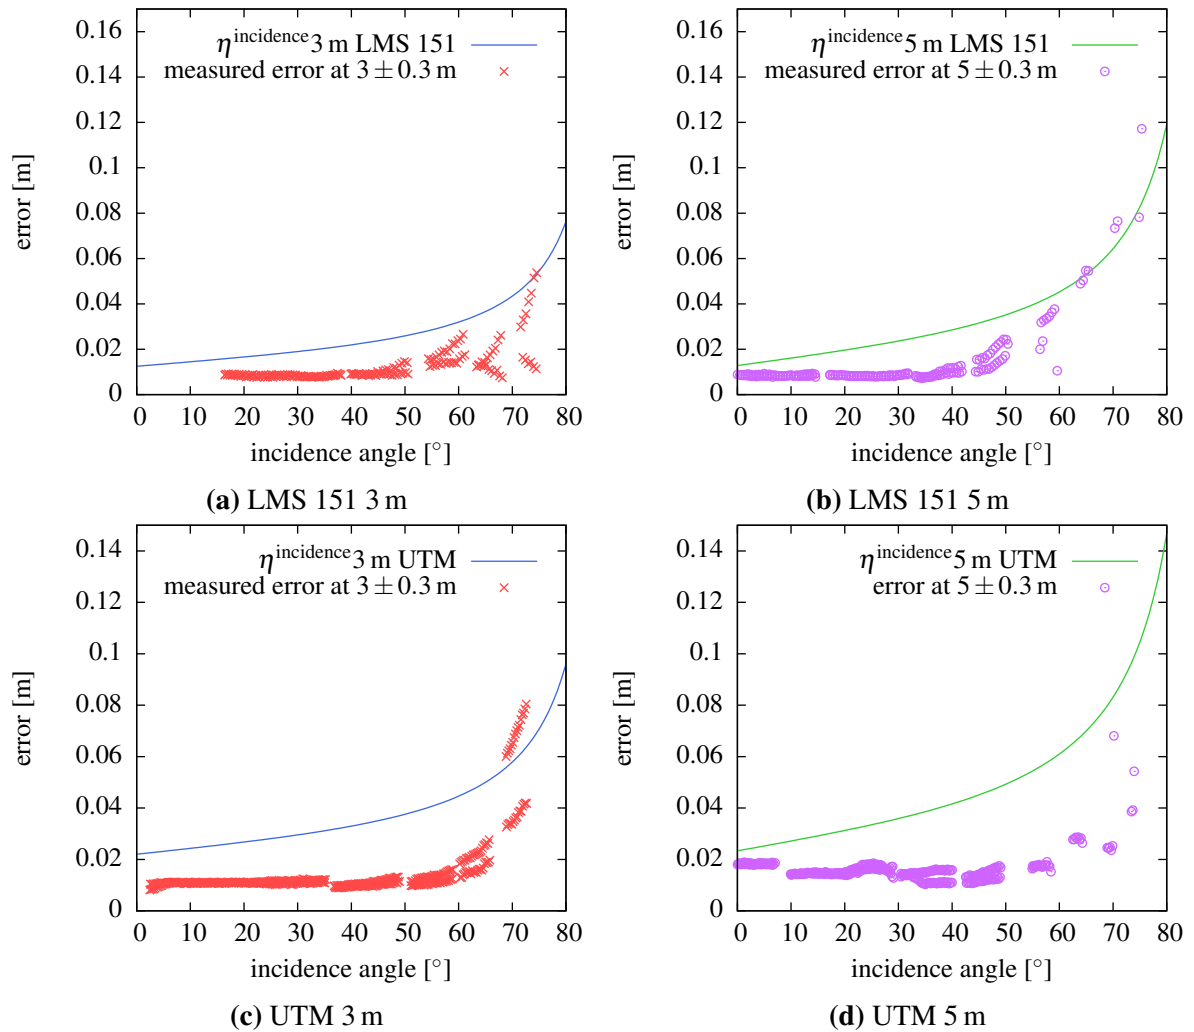 0.16
0.14
0.12
0.1
0.08
0.06
0.04
0.02
0
error [m]
η^incidence 3 m LMS 151
measured error at 3 ± 0.3 m
0 10 20 30 40 50 60 70 80
incidence angle [°]
(a) LMS 151 3 m
0.16
0.14
0.12
0.1
0.08
0.06
0.04
0.02
0
error [m]
η^incidence 5 m LMS 151
measured error at 5 ± 0.3 m
0 10 20 30 40 50 60 70 80
incidence angle [°]
(b) LMS 151 5 m
0.14
0.12
0.1
0.08
0.06
0.04
0.02
0
error [m]
η^incidence 3 m UTM
measured error at 3 ± 0.3 m
0 10 20 30 40 50 60 70 80
incidence angle [°]
(c) UTM 3 m
0.14
0.12
0.1
0.08
0.06
0.04
0.02
0
error [m]
η^incidence 5 m UTM
error at 5 ± 0.3 m
0 10 20 30 40 50 60 70 80
incidence angle [°]
(d) UTM 5 m